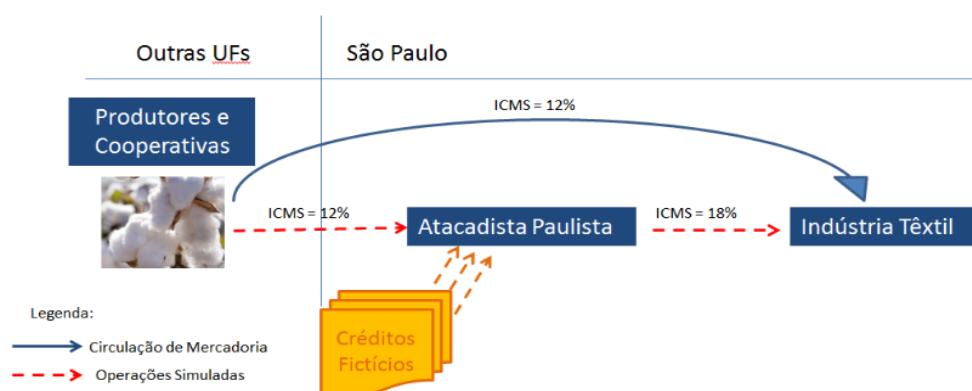 Outras UFs
São Paulo
ICMS = 12%
Produtores e
Cooperativas
ICMS = 12%
Atacadista Paulista
ICMS = 18%
Indústria Têxtil
Créditos
Fictícios
Legenda:
Circulação de Mercadoria
Operações Simuladas